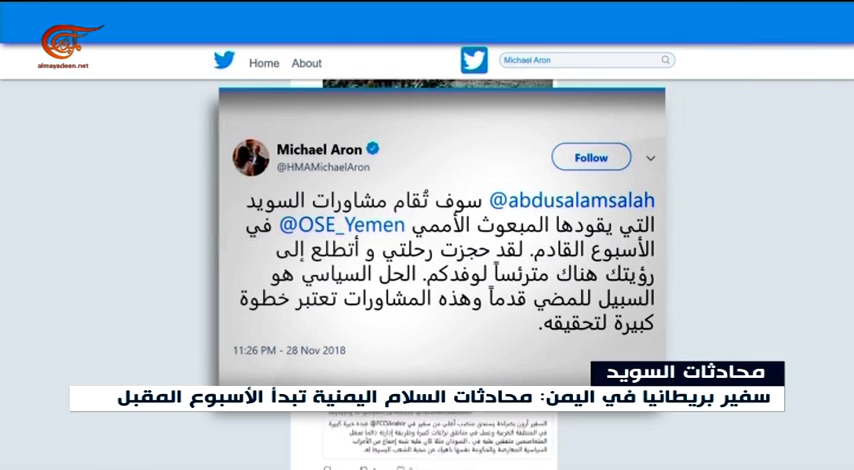 almayadeen.net
Home About
Michael Aron
Michael Aron
@HMAMichaelAron
Follow
@abdusalamsalah سوف تُقام مشاورات السويد
التي يقودها المبعوث الأممي @OSE_Yemen في
الأسبوع القادم. لقد حجزت رحلتي و أتطلع إلى
رؤيتك هناك مترئساً لوفدكم. الحل السياسي هو
السبيل للمضي قدماً وهذه المشاورات تعتبر خطوة
كبيرة لتحقيقه.
11:26 PM - 28 Nov 2018
محادثات السويد
سفير بريطانيا في اليمن: محادثات السلام اليمنية تبدأ الأسبوع المقبل